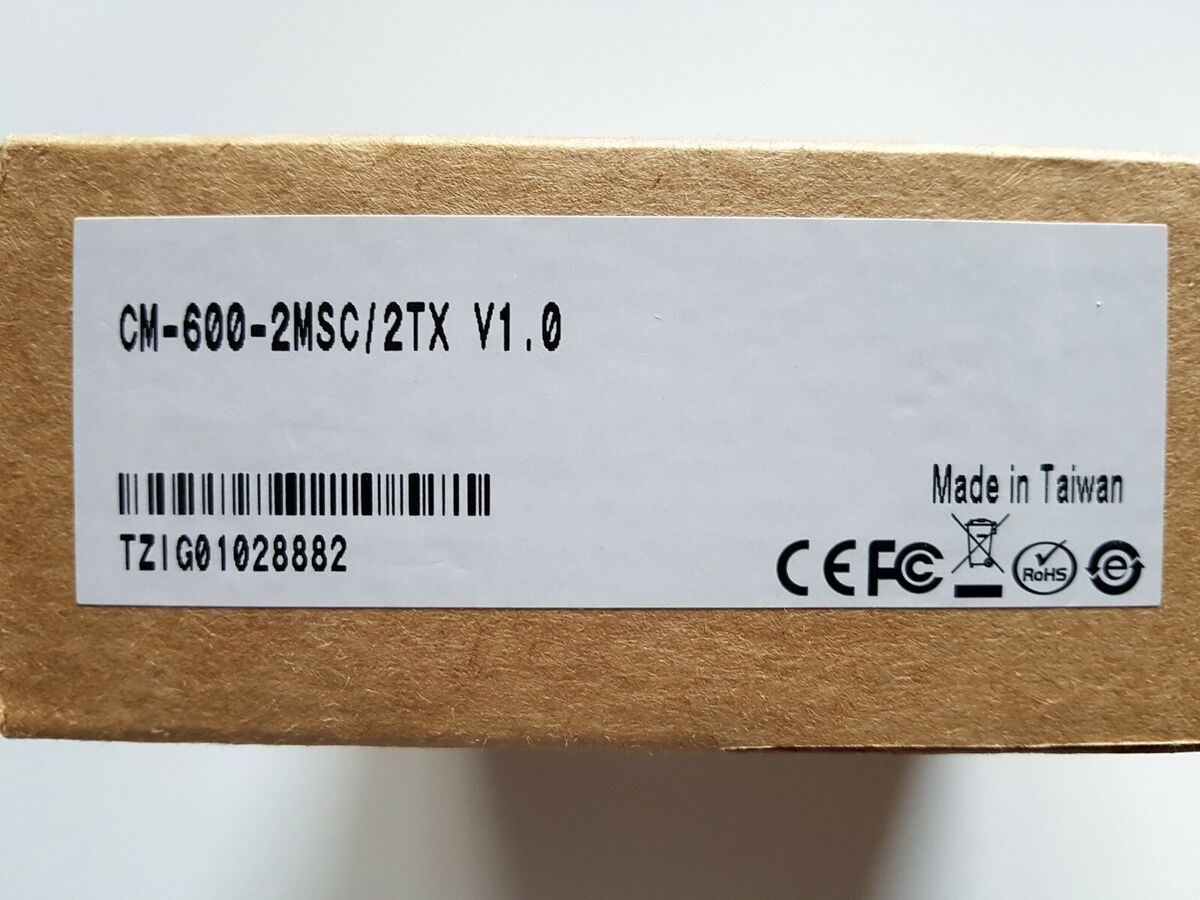 CM-600-2MSC/2TX V1.0
Made in Taiwan
TZIG01028882
CE FC RoHS e